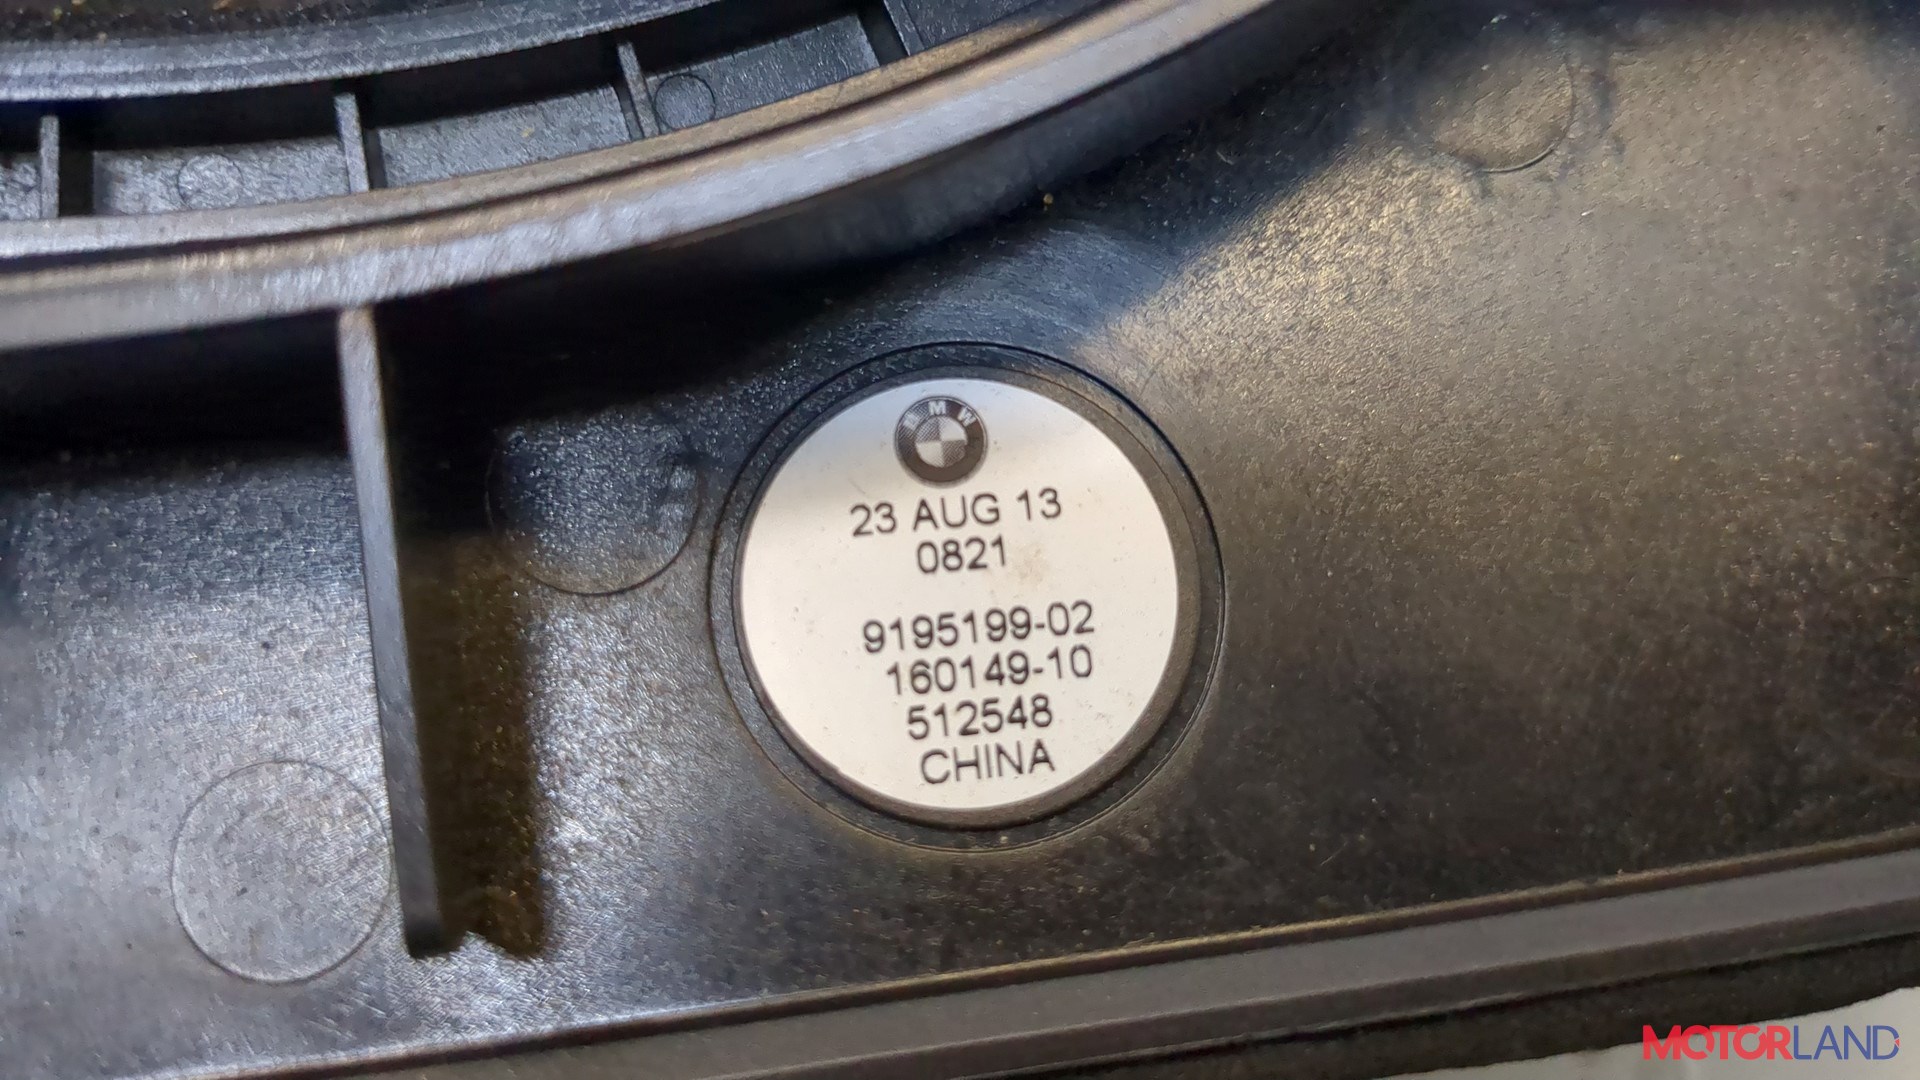 BMW
23 AUG 13
0821
9195199-02
160149-10
512548
CHINA
MOTORLAND